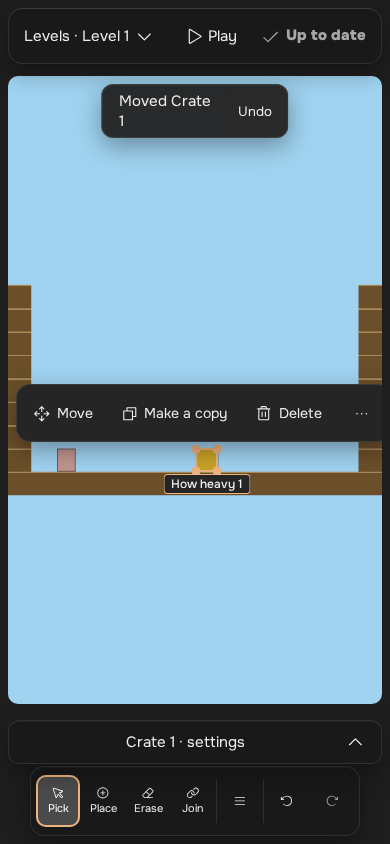 Levels · Level 1
Play
Up to date
Moved Crate
1
Undo
Move
Make a copy
Delete
...
How heavy 1
Crate 1 · settings
Pick
Place
Erase
Join